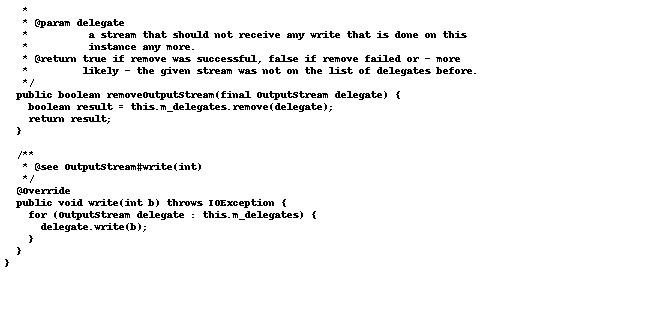 *
   * @param delegate
   *          a stream that should not receive any write that is done on this
   *          instance any more.
   * @return true if remove was successful, false if remove failed or - more
   *         likely - the given stream was not on the list of delegates before.
   */
  public boolean removeOutputStream(final OutputStream delegate) {
    boolean result = this.m_delegates.remove(delegate);
    return result;
  }

  /**
   * @see OutputStream#write(int)
   */
  @Override
  public void write(int b) throws IOException {
    for (OutputStream delegate : this.m_delegates) {
      delegate.write(b);
    }
  }
}